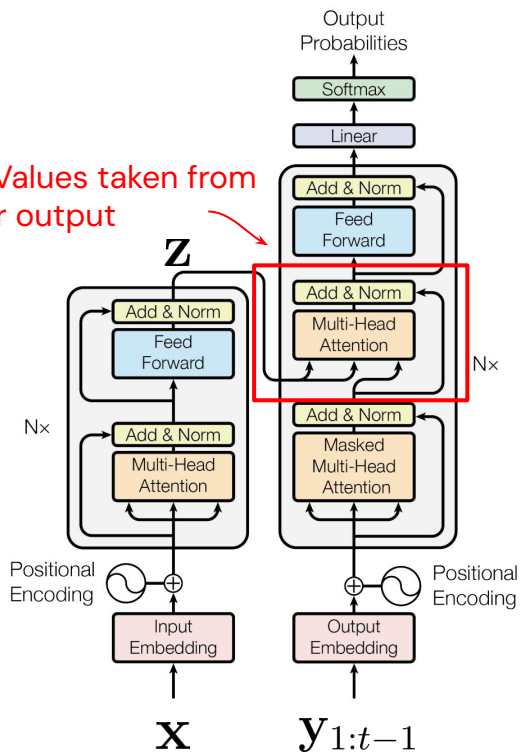 Output
Probabilities
Softmax
Linear
Add & Norm
Feed
Forward
Add & Norm
Multi-Head
Attention
Add & Norm
Masked
Multi-Head
Attention
N×
Values taken from
r output
z
Add & Norm
Feed
Forward
N×
Add & Norm
Multi-Head
Attention
Positional
Encoding
Positional
Encoding
Input
Embedding
Output
Embedding
x
y1:t−1